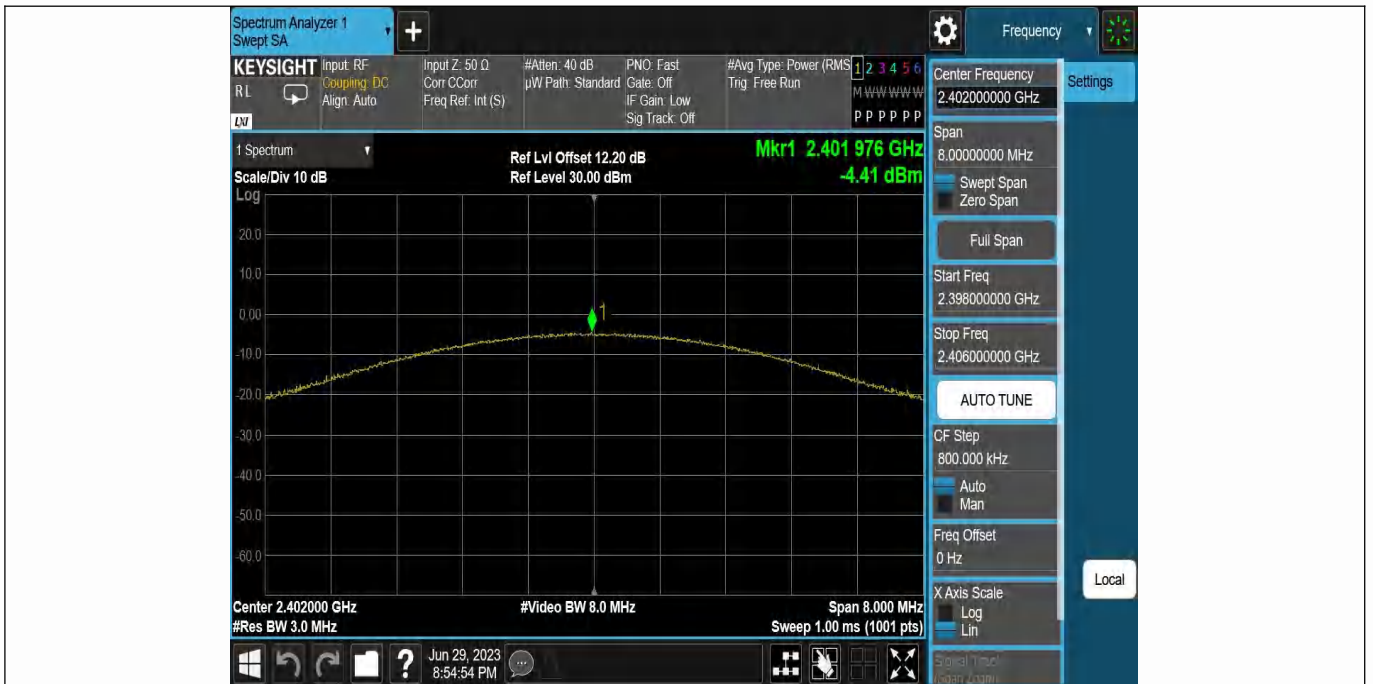 Spectrum Analyzer 1
Swept SA
+
Frequency
KEYSIGHT
RL
LXI
Input: RF
Coupling: DC
Align: Auto
Input Z: 50 Ω
Corr CCorr
Freq Ref: Int (S)
#Atten: 40 dB
µW Path: Standard
PNO: Fast
Gate: Off
IF Gain: Low
Sig Track: Off
#Avg Type: Power (RMS
Trig: Free Run
1 2 3 4 5 6
M W W W W W
P P P P P P
1 Spectrum
Scale/Div 10 dB
Log
Ref Lvl Offset 12.20 dB
Ref Level 30.00 dBm
Mkr1 2.401 976 GHz
-4.41 dBm
20.0
10.0
0.00
-10.0
-20.0
-30.0
-40.0
-50.0
-60.0
1
Center 2.402000 GHz
#Res BW 3.0 MHz
#Video BW 8.0 MHz
Span 8.000 MHz
Sweep 1.00 ms (1001 pts)
Center Frequency
2.402000000 GHz
Settings
Span
8.00000000 MHz
Swept Span
Zero Span
Full Span
Start Freq
2.398000000 GHz
Stop Freq
2.406000000 GHz
AUTO TUNE
CF Step
800.000 kHz
Auto
Man
Freq Offset
0 Hz
X Axis Scale
Log
Lin
Local
Signal Track
(Span Zoom)
?
Jun 29, 2023
8:54:54 PM